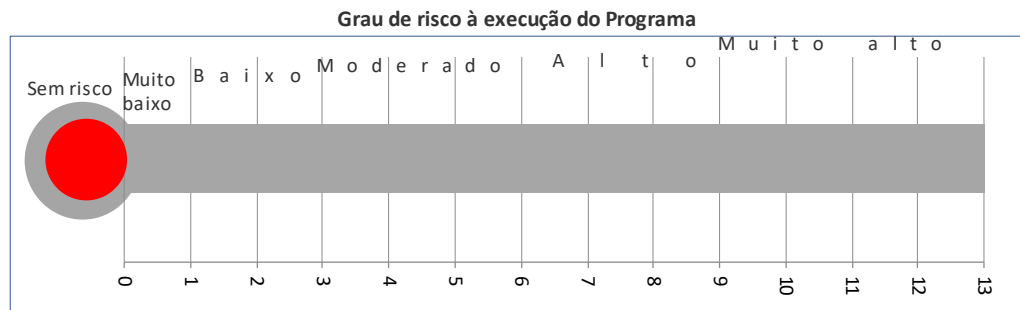 Grau de risco à execução do Programa
Sem risco
Muito
baixo
Baixo
Moderado
Alto
Muito alto
0
1
2
3
4
5
6
7
8
9
10
11
12
13